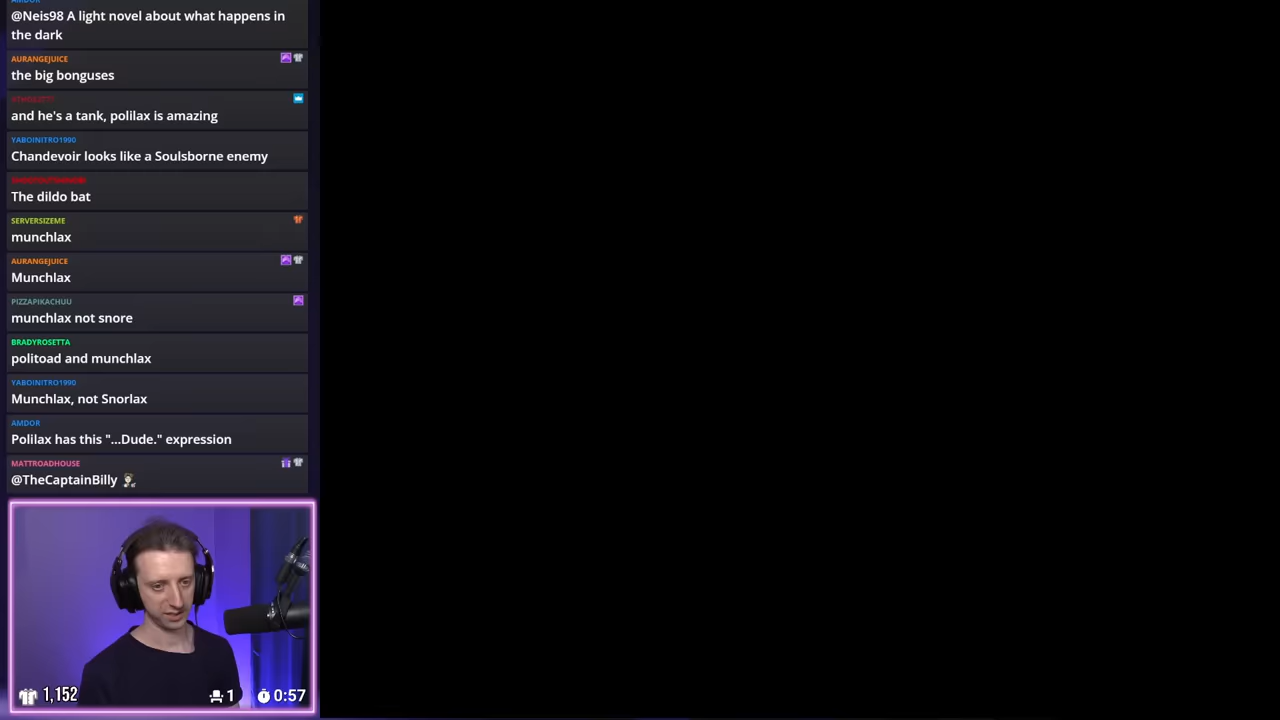 @Neis98 A light novel about what happens in
the dark
AURANGEJUICE
the big bonguses
and he's a tank, polilax is amazing
YABOINITRO1990
Chandevoir looks like a Soulsborne enemy
The dildo bat
SERVERSIZEME
munchlax
AURANGEJUICE
Munchlax
PIZZAPIKACHUU
munchlax not snore
BRADYROSETTA
politoad and munchlax
YABOINITRO1990
Munchlax, not Snorlax
AMDOR
Polilax has this "...Dude." expression
MATTROADHOUSE
@TheCaptainBilly
1,152
1
0:57